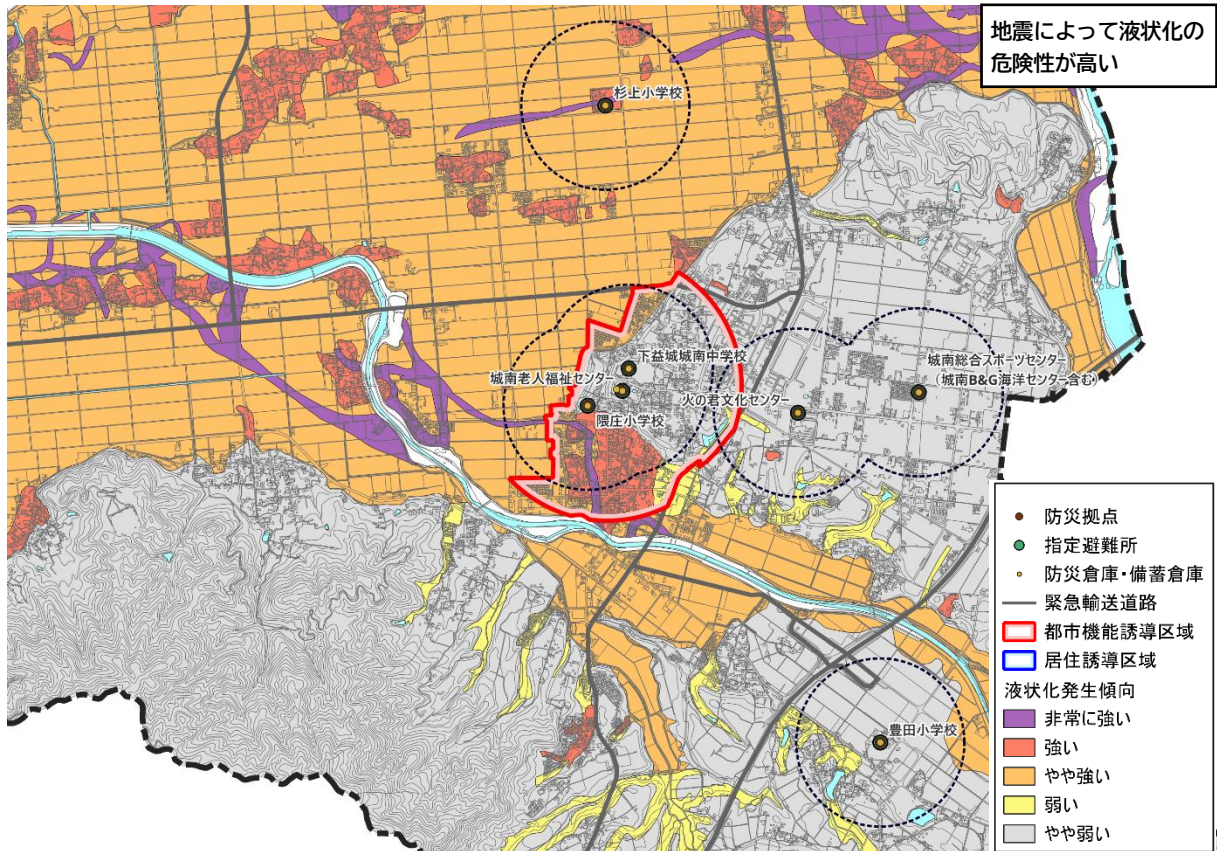 地震によって液状化の
危険性が高い
杉上小学校
下益城城南中学校
城南老人福祉センター
隈庄小学校
火の君文化センター
城南総合スポーツセンター
(城南B&G海洋センター含む)
豊田小学校
防災拠点
指定避難所
防災倉庫・備蓄倉庫
緊急輸送道路
都市機能誘導区域
居住誘導区域
液状化発生傾向
非常に強い
強い
やや強い
弱い
やや弱い